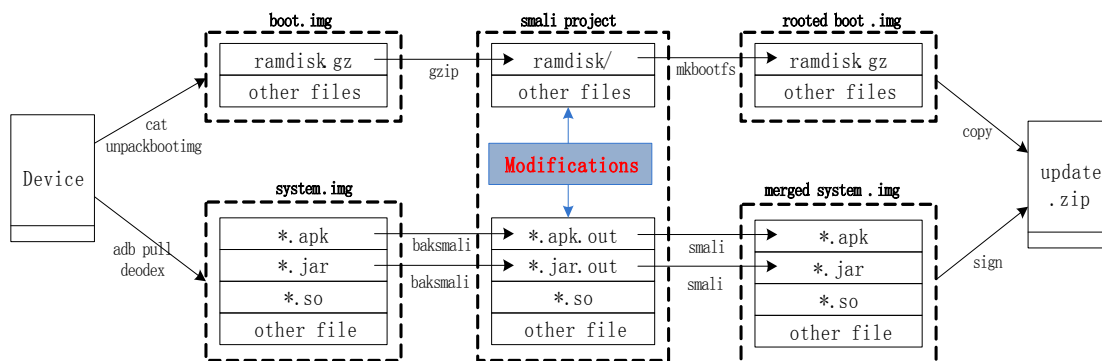 boot.img
smali project
rooted boot .img
ramdisk.gz
gzip
ramdisk/
mkbootfs
ramdisk.gz
other files
other files
other files
cat
unpackbootimg
copy
Device
Modifications
update
.zip
system.img
merged system .img
adb pull
deodex
*.apk
baksmali
*.apk.out
smali
*.apk
*.jar
baksmali
*.jar.out
smali
*.jar
sign
*.so
*.so
*.so
other file
other file
other file